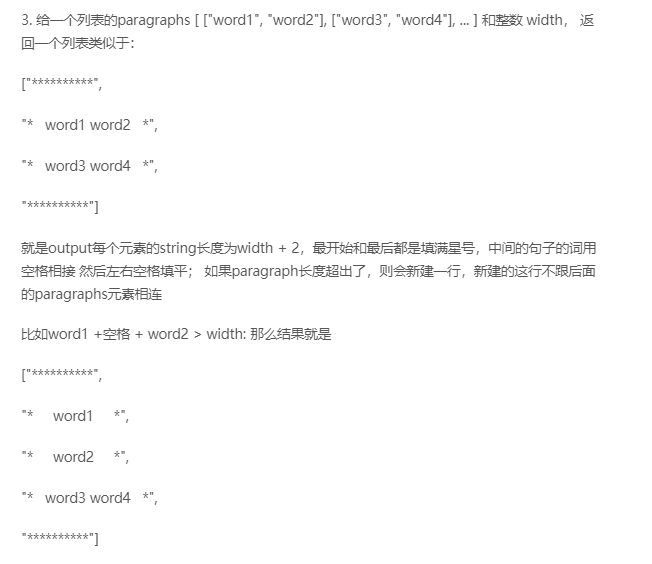 3. 给一个列表的paragraphs [ ["word1", "word2"], ["word3", "word4"], ... ] 和整数 width， 返
回一个列表类似于：
["**********",
"*   word1 word2   *",
"*   word3 word4   *",
"**********"]
就是output每个元素的string长度为width + 2，最开始和最后都是填满星号，中间的句子的词用
空格相接 然后左右空格填平； 如果paragraph长度超出了，则会新建一行，新建的这行不跟后面
的paragraphs元素相连
比如word1 +空格 + word2 > width: 那么结果就是
["**********",
"*     word1     *",
"*     word2     *",
"*   word3 word4   *",
"**********"]